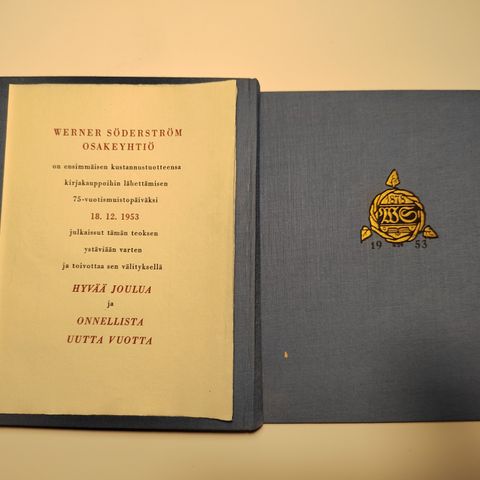 WERNER SÖDERSTRÖM
OSAKEYHTIÖ
on ensimmäisen kustannustuotteensa
kirjakauppoihin lähettämisen
75-vuotismuistopäiväksi
18. 12. 1953
julkaissut tämän teoksen
ystäviään varten
ja toivottaa sen välityksellä
HYVÄÄ JOULUA
ja
ONNELLISTA
UUTTA VUOTTA
WS
19 53